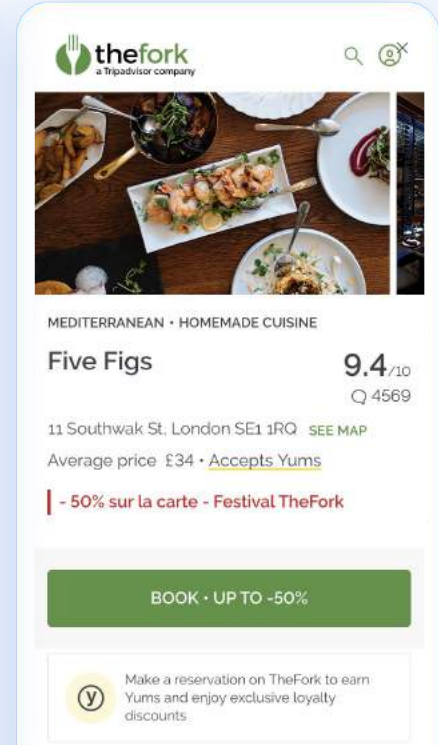 thefork
a Tripadvisor company
MEDITERRANEAN • HOMEMADE CUISINE
Five Figs
9.4/10
4569
11 Southwak St, London SE1 1RQ SEE MAP
Average price £34 • Accepts Yums
- 50% sur la carte - Festival TheFork
BOOK • UP TO -50%
Make a reservation on TheFork to earn
Yums and enjoy exclusive loyalty
discounts